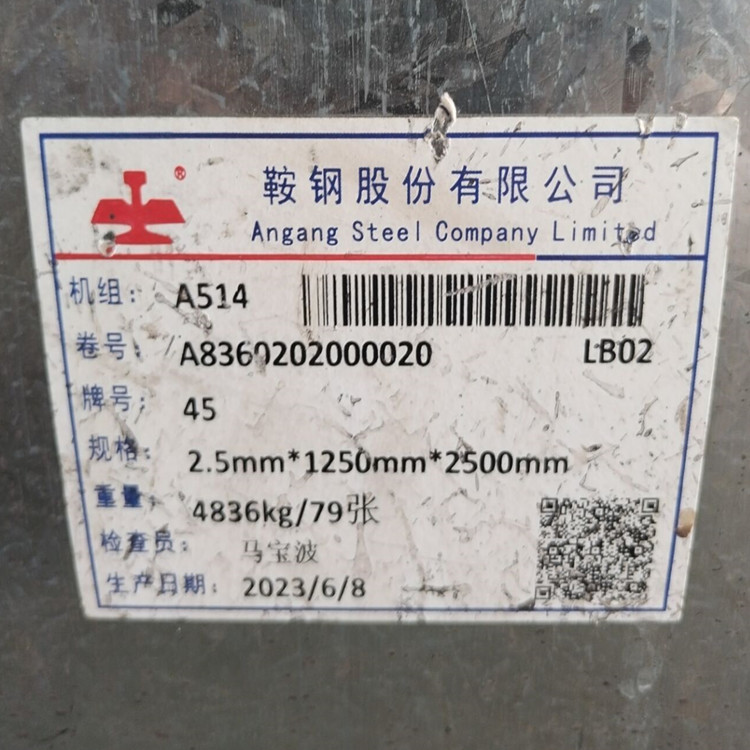 ®
鞍钢股份有限公司
Angang Steel Company Limited
机组: A514
卷号: A8360202000020 LB02
牌号: 45
规格: 2.5mm*1250mm*2500mm
重量: 4836kg/79张
检查员: 马宝波
生产日期: 2023/6/8